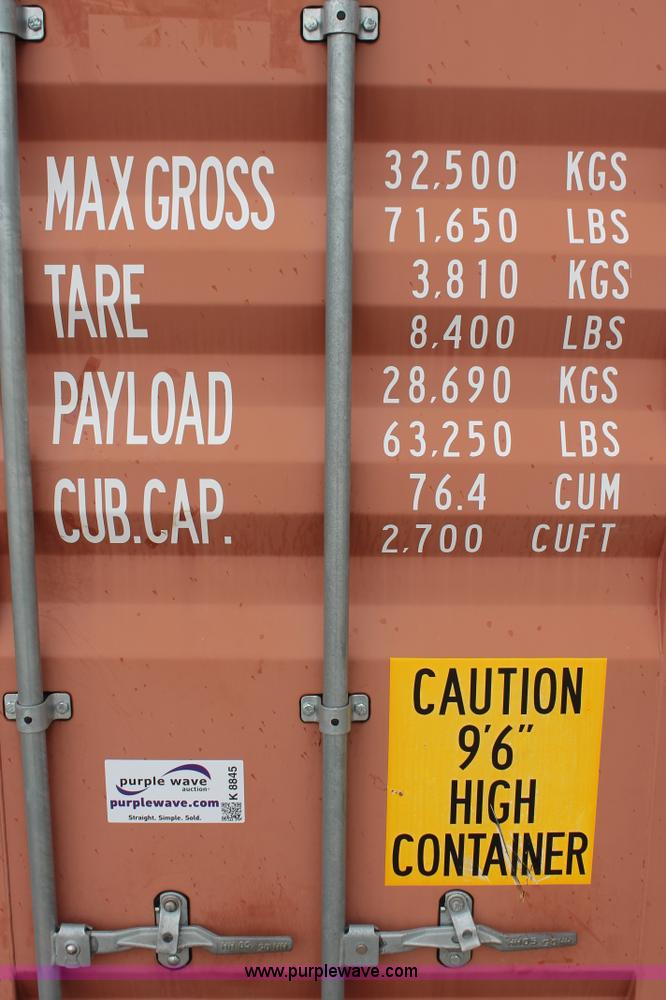 MAX GROSS 32,500 KGS
71,650 LBS
TARE 3,810 KGS
8,400 LBS
PAYLOAD 28,690 KGS
63,250 LBS
CUB.CAP. 76.4 CUM
2,700 CUFT
CAUTION
9'6"
HIGH
CONTAINER
purple wave
auction
purplewave.com
Straight. Simple. Sold.
K 8845
www.purplewave.com